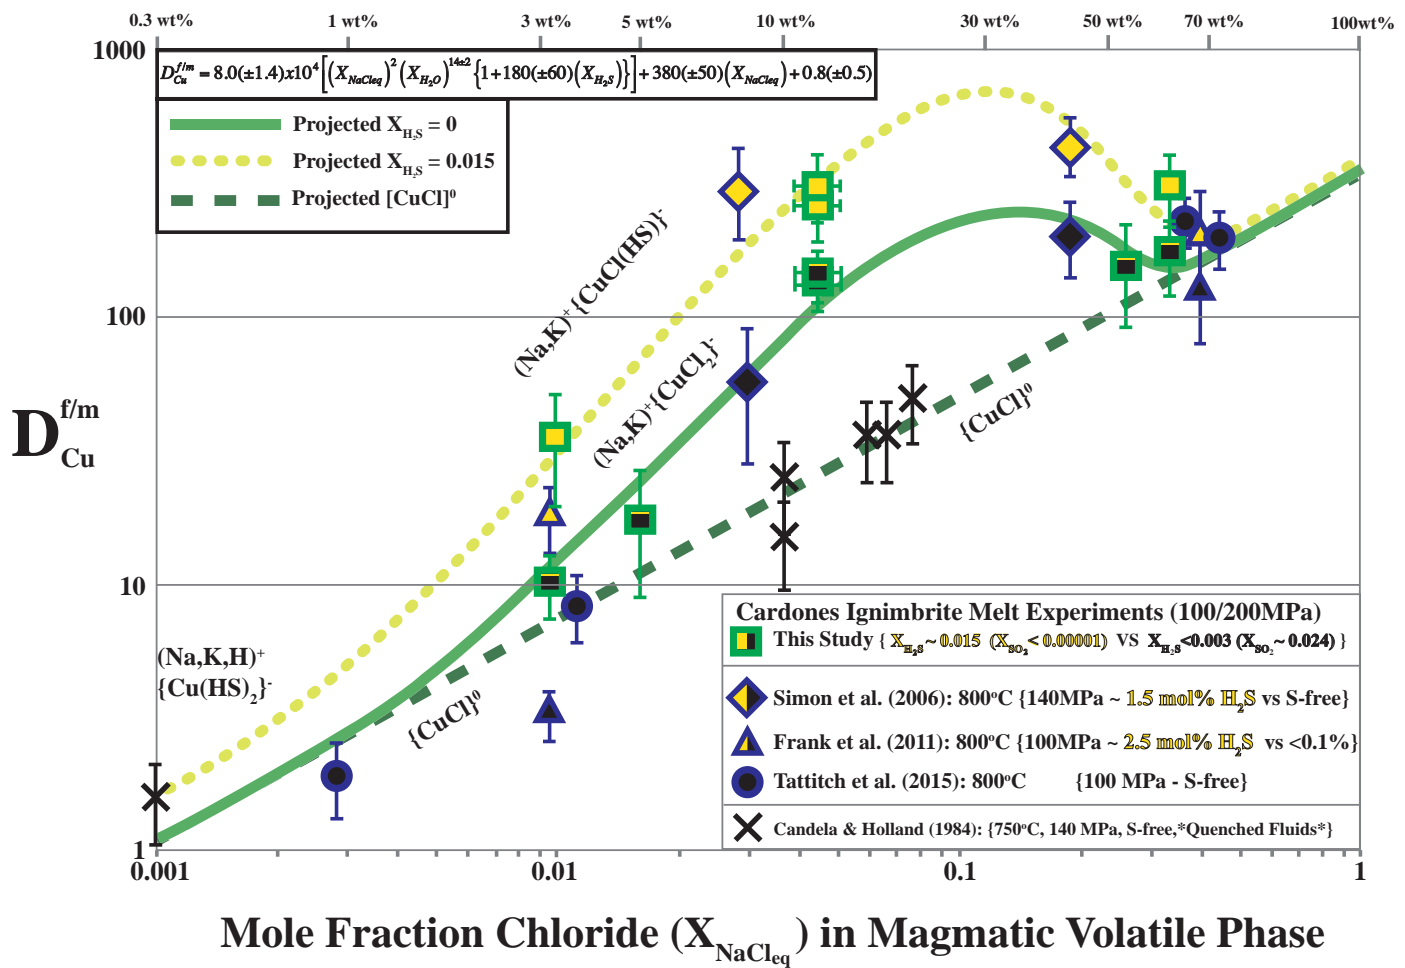 0.3 wt% 1 wt% 3 wt% 5 wt% 10 wt% 30 wt% 50 wt% 70 wt% 100wt%
1000
D_Cu^f/m = 8.0(±1.4)x10^4 [(X_NaCleq)^2 (X_H₂O)^14±2 {1+180(±60)(X_H₂S)}] + 380(±50)(X_NaCleq) + 0.8(±0.5)
Projected X_H₂S = 0
Projected X_H₂S = 0.015
Projected [CuCl]⁰
(Na,K)⁺{CuCl(HS)}⁻
(Na,K)⁺{CuCl₂}⁻
{CuCl}⁰
100
D_Cu^f/m
10
(Na,K,H)⁺
{Cu(HS)₂}⁻
{CuCl}⁰
Cardones Ignimbrite Melt Experiments (100/200MPa)
This Study { X_H₂S ~ 0.015 (X_SO₂ < 0.00001) VS X_H₂S<0.003 (X_SO₂ ~ 0.024) }
Simon et al. (2006): 800°C {140MPa ~ 1.5 mol% H₂S vs S-free}
Frank et al. (2011): 800°C {100MPa ~ 2.5 mol% H₂S vs <0.1%}
Tattitch et al. (2015): 800°C {100 MPa - S-free}
Candela & Holland (1984): {750°C, 140 MPa, S-free,*Quenched Fluids*}
1
0.001 0.01 0.1 1
Mole Fraction Chloride (X_NaCleq) in Magmatic Volatile Phase